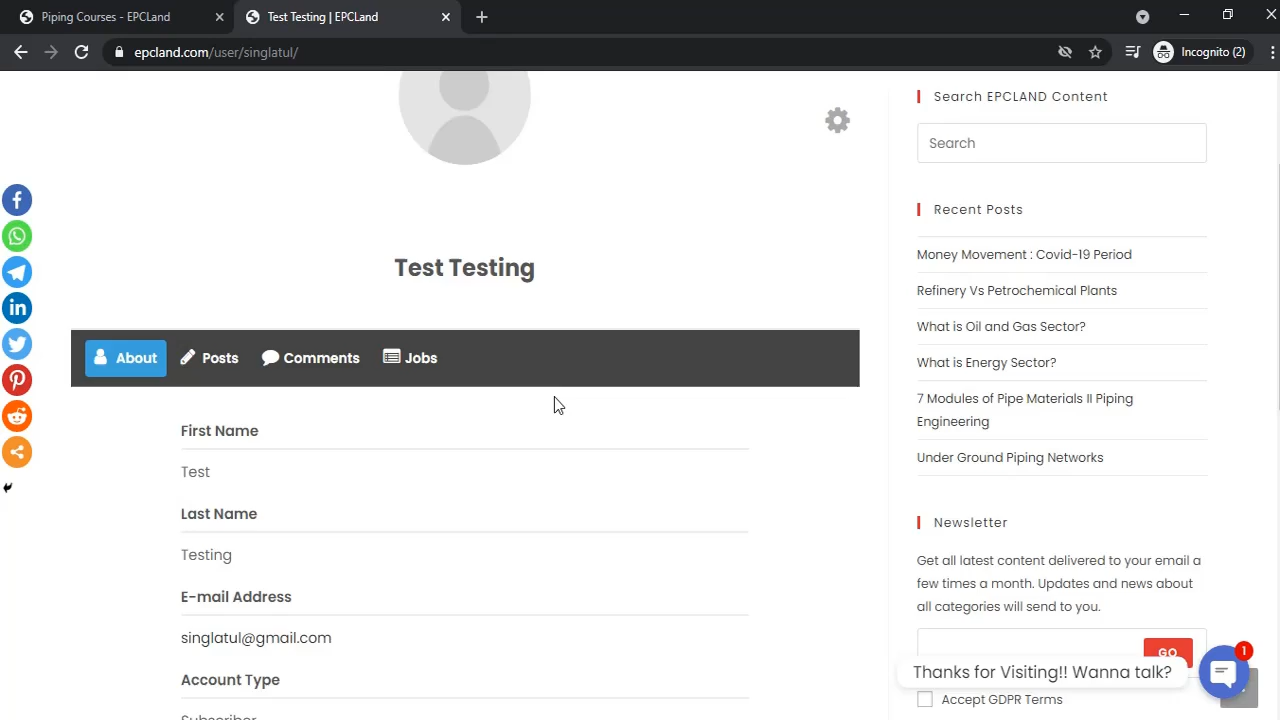 Piping Courses - EPCLand
Test Testing | EPCLand
epcland.com/user/singlatul/
Incognito (2)
Test Testing
About
Posts
Comments
Jobs
First Name
Test
Last Name
Testing
E-mail Address
singlatul@gmail.com
Account Type
Subscriber
Search EPCLAND Content
Search
Recent Posts
Money Movement : Covid-19 Period
Refinery Vs Petrochemical Plants
What is Oil and Gas Sector?
What is Energy Sector?
7 Modules of Pipe Materials II Piping
Engineering
Under Ground Piping Networks
Newsletter
Get all latest content delivered to your email a
few times a month. Updates and news about
all categories will send to you.
GO
Thanks for Visiting!! Wanna talk?
1
Accept GDPR Terms